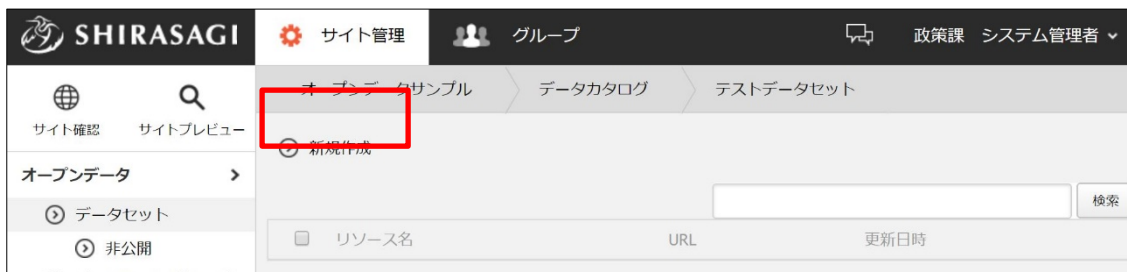 SHIRASAGI サイト管理 グループ 政策課 システム管理者
サイト確認 サイトプレビュー
オープンデータサンプル データカタログ テストデータセット
新規作成
オープンデータ
検索
データセット
リソース名 URL 更新日時
非公開